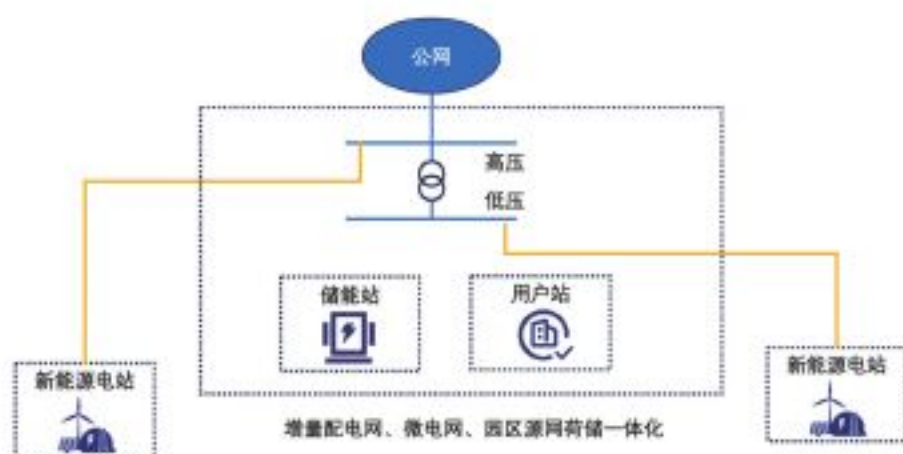 公网
高压
低压
储能站
用户站
新能源电站
新能源电站
增量配电网、微电网、园区源网荷储一体化